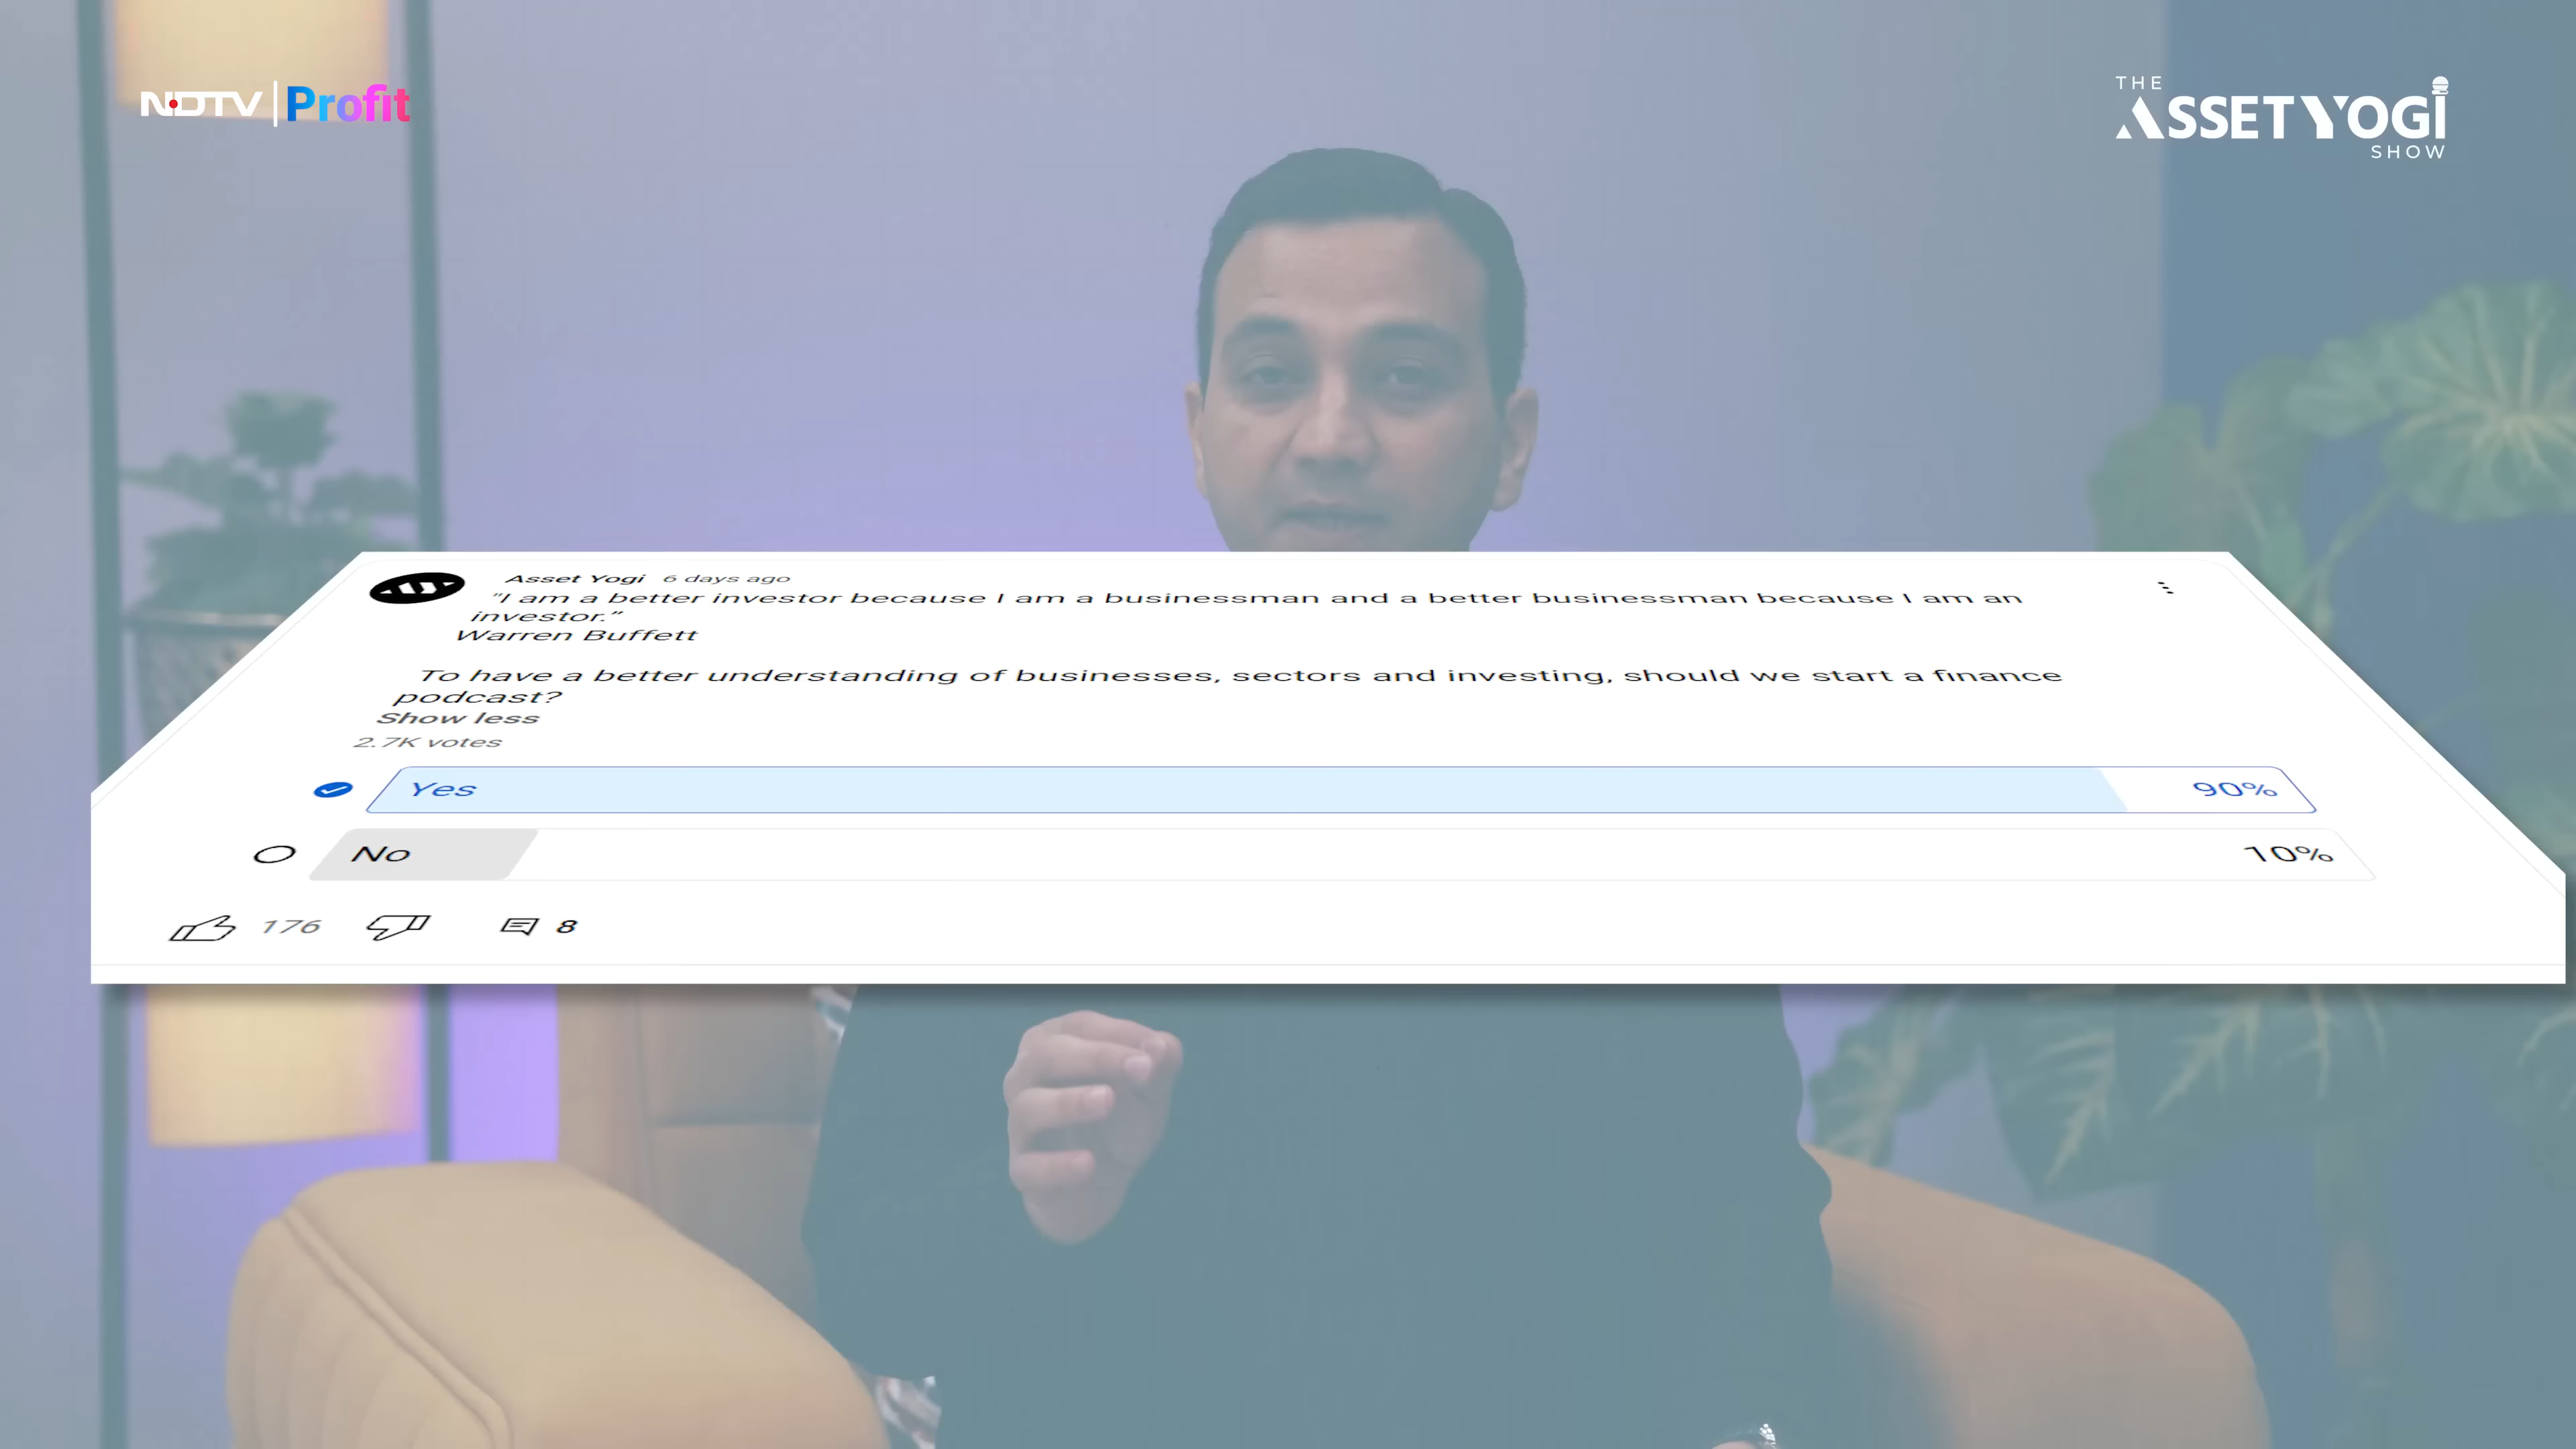 NDTV Profit
THE
ASSET YOGI
SHOW
Asset Yogi 6 days ago
"I am a better investor because I am a businessman and a better businessman because I am an
investor.”
Warren Buffett
To have a better understanding of businesses, sectors and investing, should we start a finance
podcast?
Show less
2.7K votes
Yes 90%
No 10%
176 8